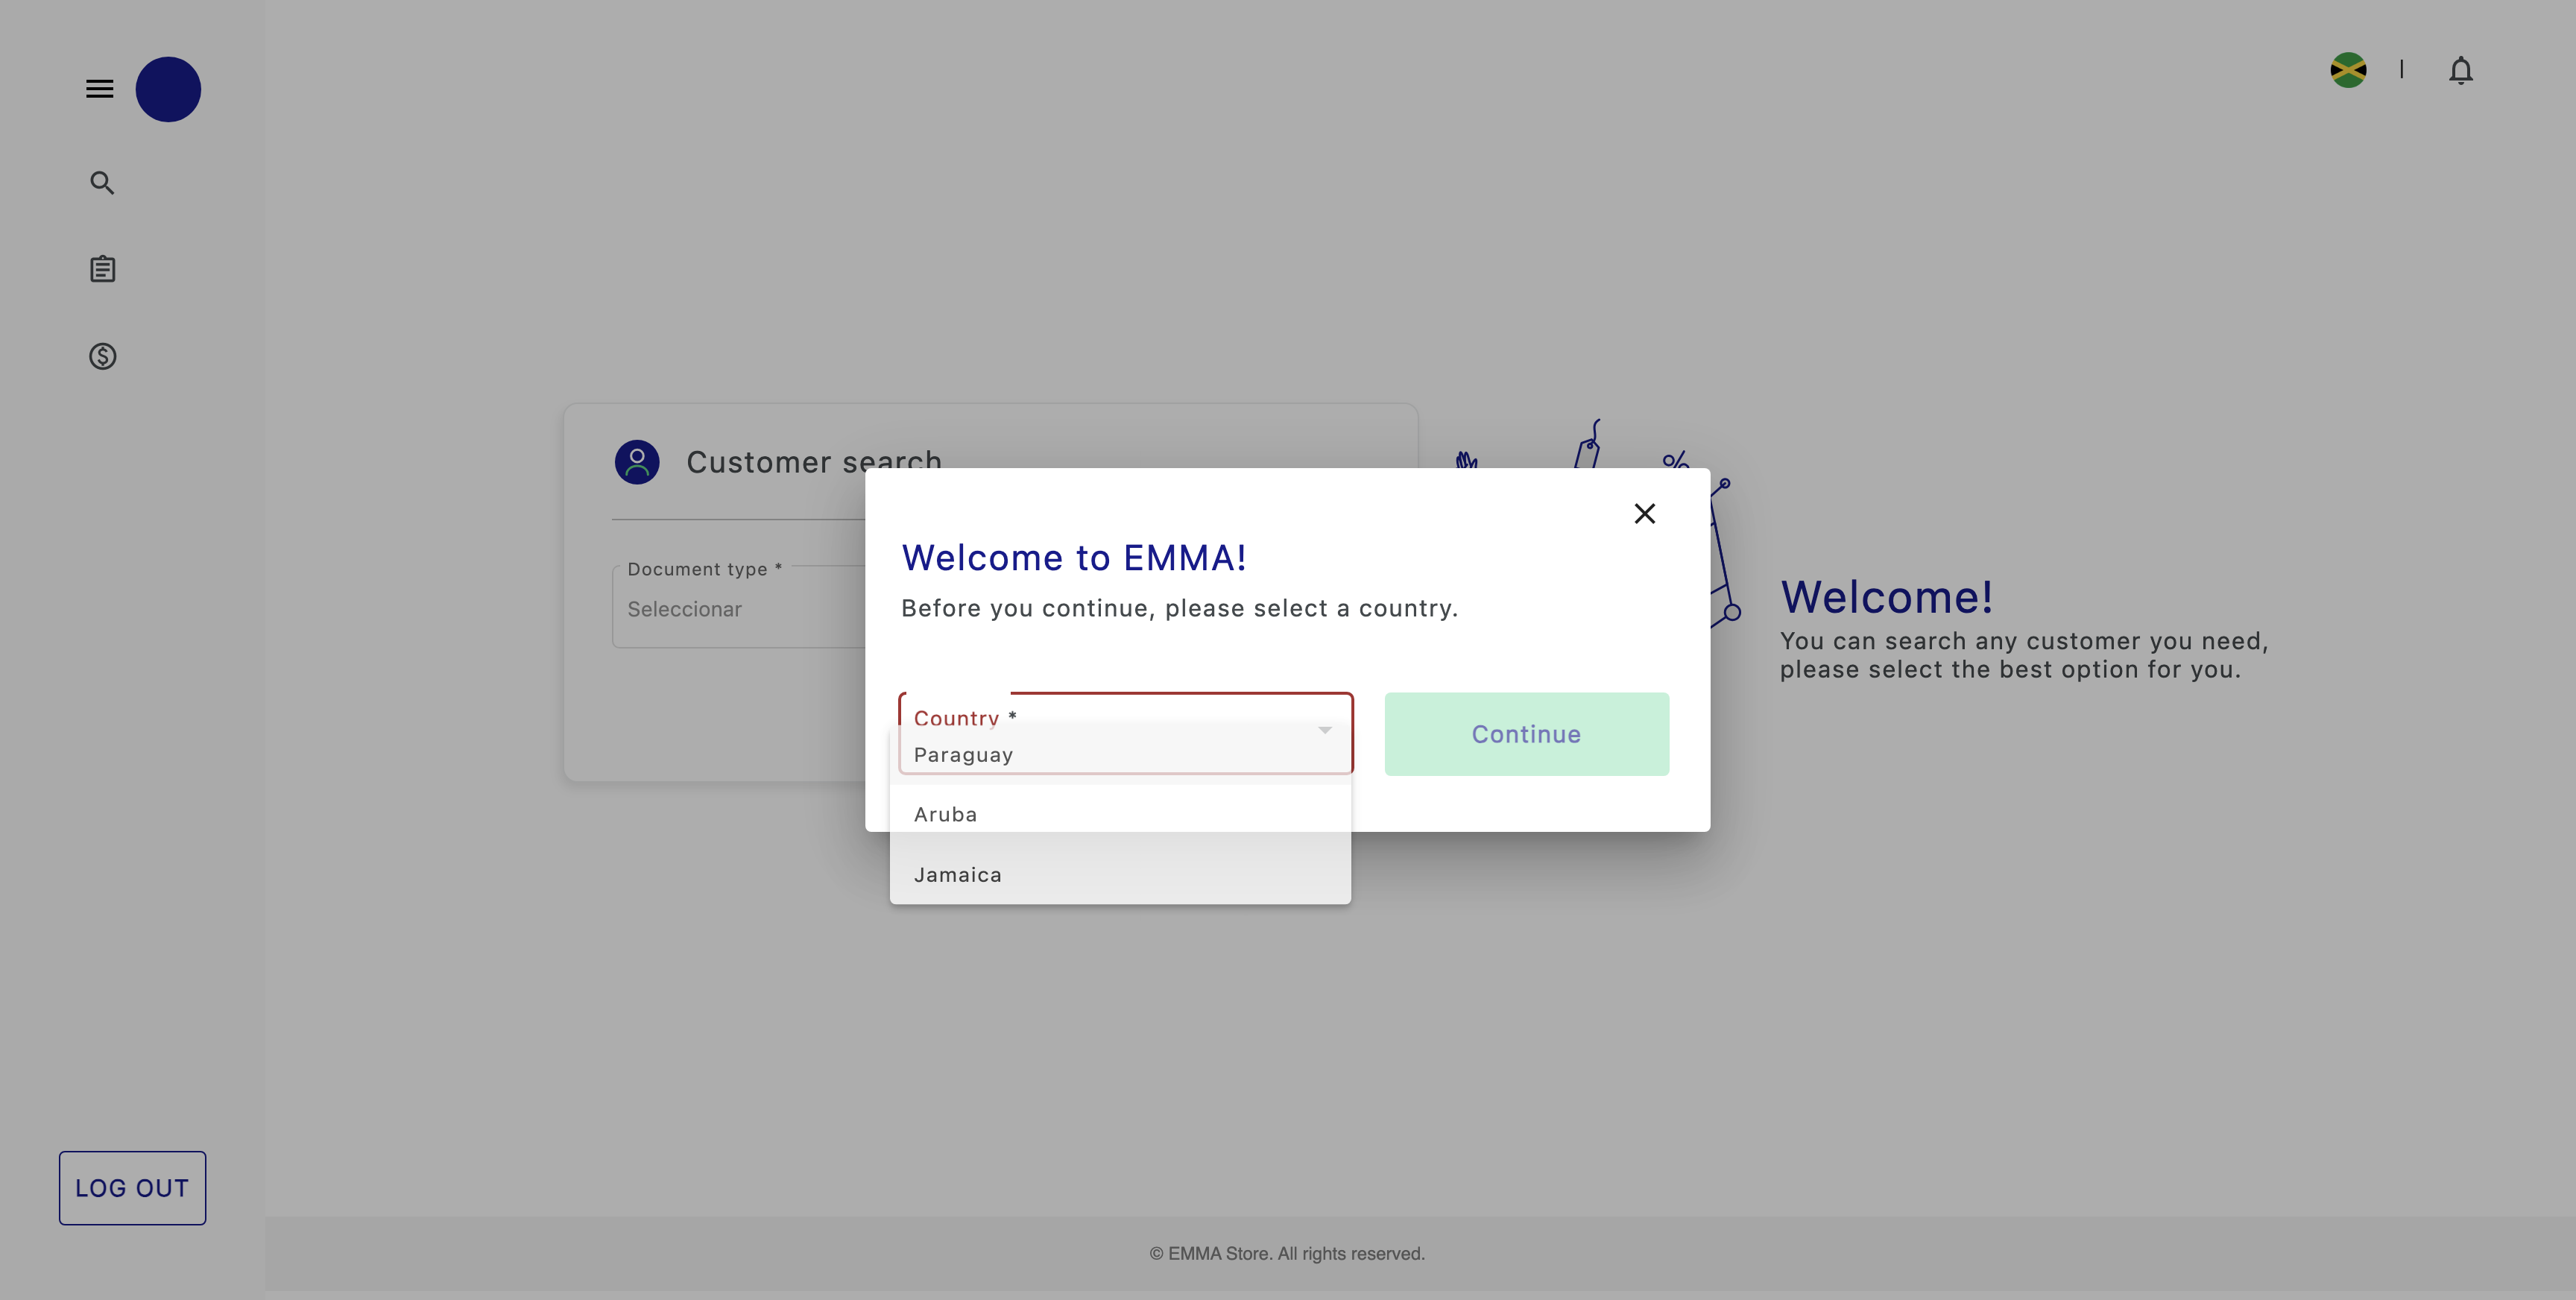 Customer search
Document type *
Seleccionar
Welcome to EMMA!
Before you continue, please select a country.
Country *
Paraguay
Aruba
Jamaica
Continue
Welcome!
You can search any customer you need,
please select the best option for you.
LOG OUT
© EMMA Store. All rights reserved.